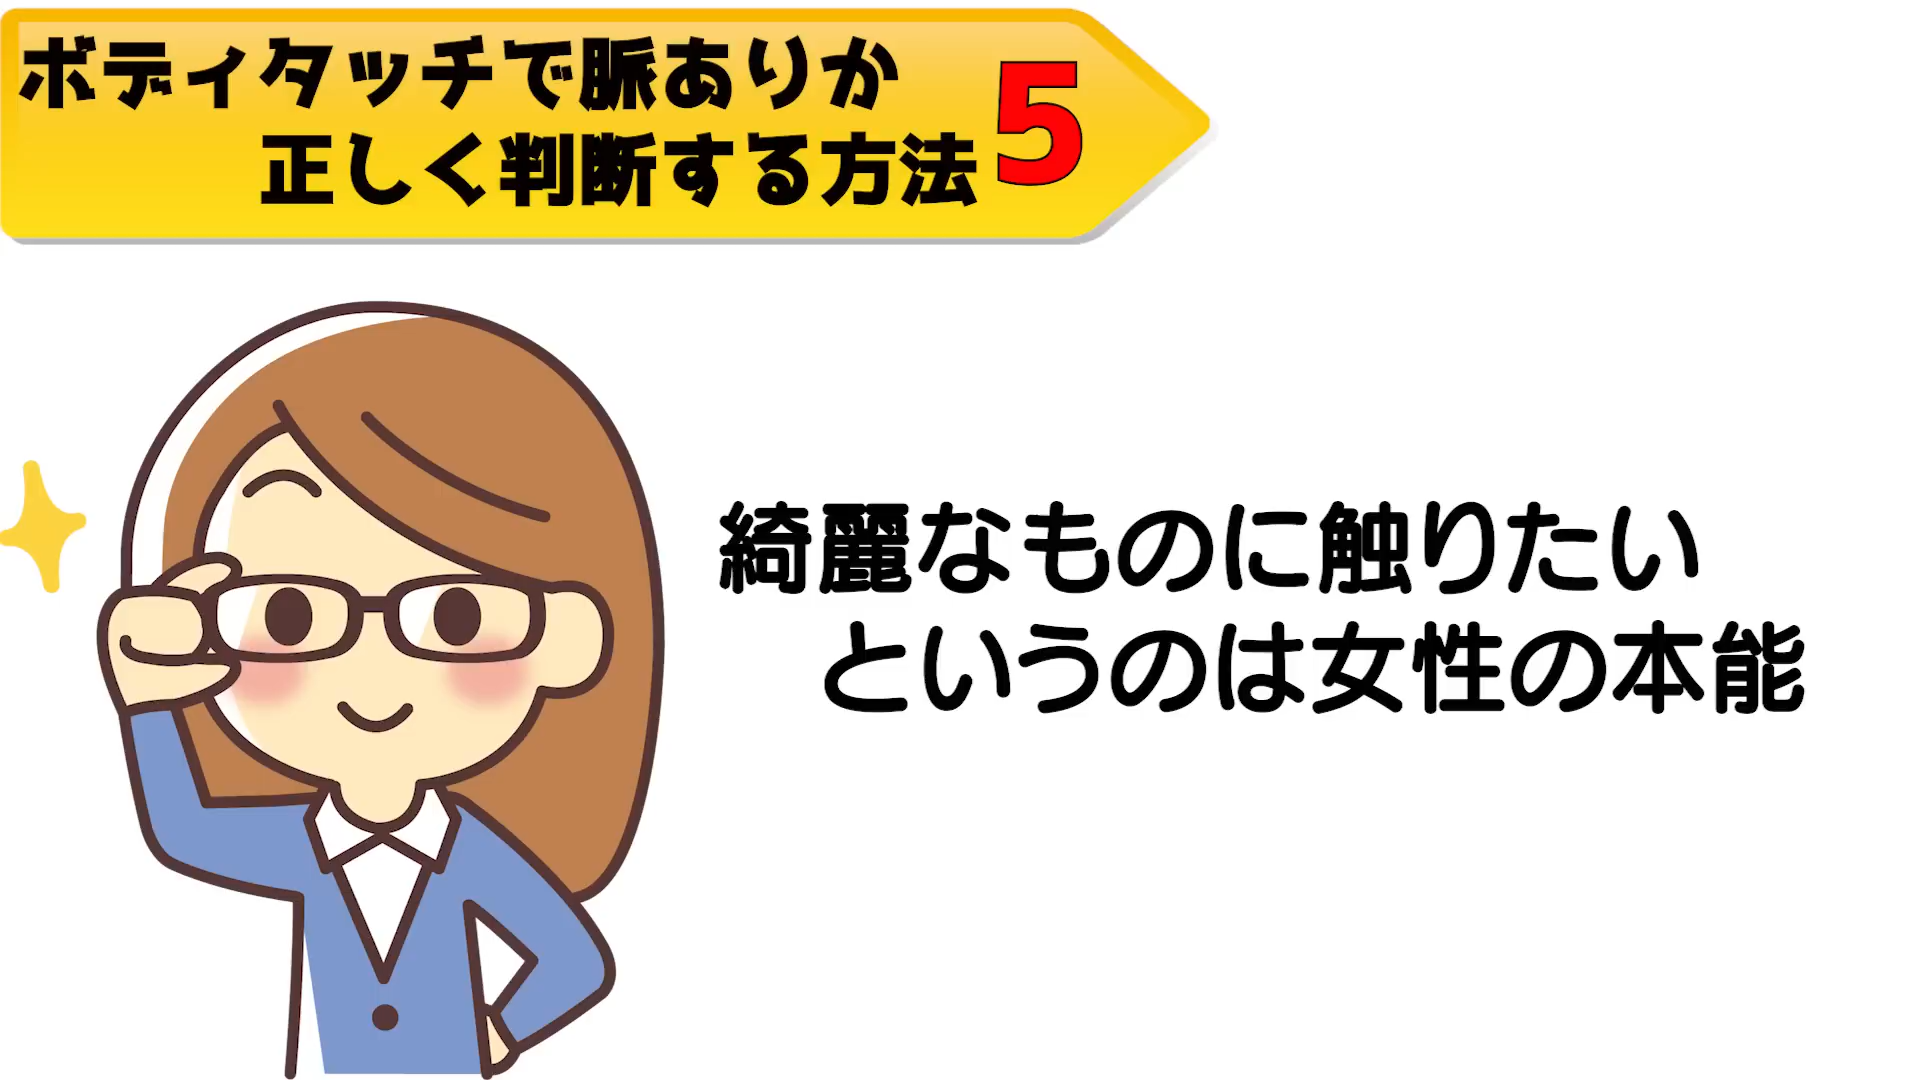 ボディタッチで脈ありか
正しく判断する方法5
綺麗なものに触りたい
というのは女性の本能